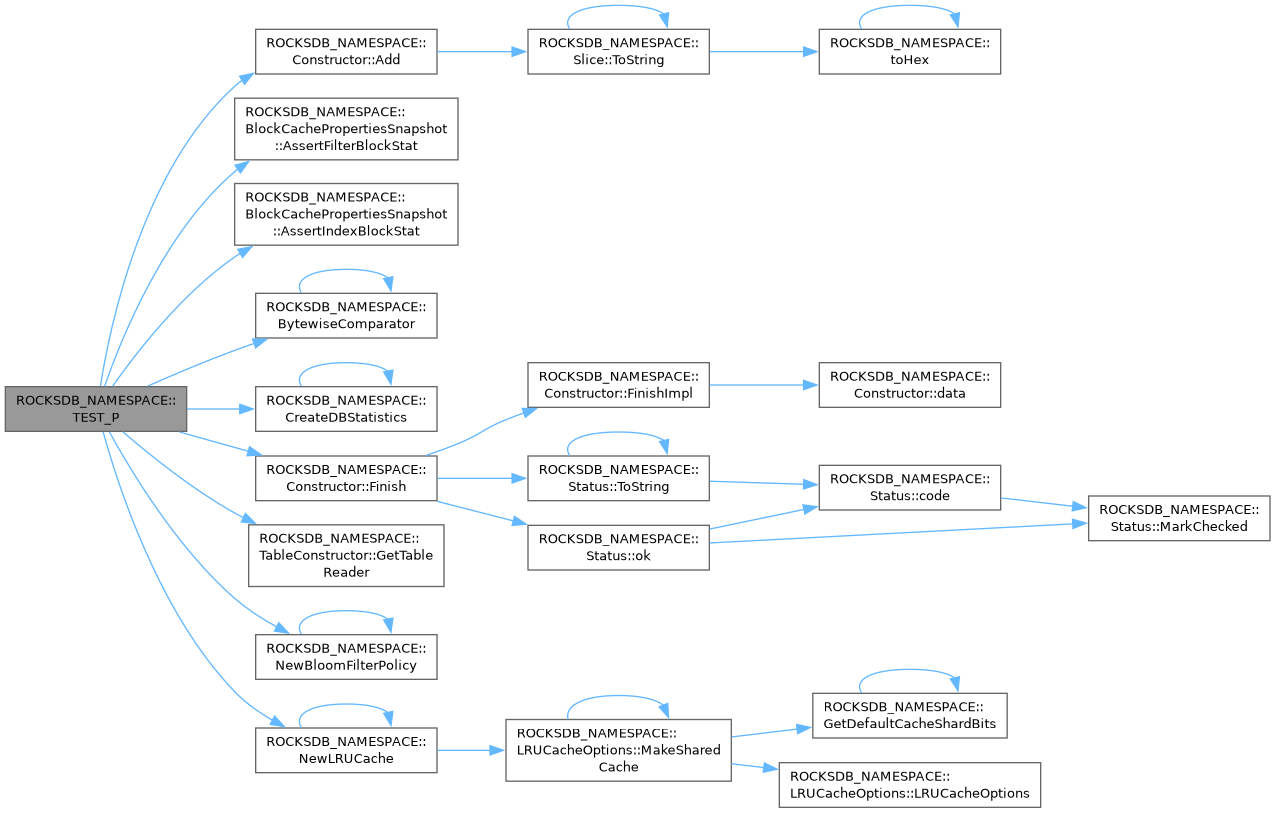 ROCKSDB_NAMESPACE::
TEST_P
ROCKSDB_NAMESPACE::
Constructor::Add
ROCKSDB_NAMESPACE::
Slice::ToString
ROCKSDB_NAMESPACE::
toHex
ROCKSDB_NAMESPACE::
BlockCachePropertiesSnapshot
::AssertFilterBlockStat
ROCKSDB_NAMESPACE::
BlockCachePropertiesSnapshot
::AssertIndexBlockStat
ROCKSDB_NAMESPACE::
BytewiseComparator
ROCKSDB_NAMESPACE::
CreateDBStatistics
ROCKSDB_NAMESPACE::
Constructor::Finish
ROCKSDB_NAMESPACE::
Constructor::FinishImpl
ROCKSDB_NAMESPACE::
Constructor::data
ROCKSDB_NAMESPACE::
Status::ToString
ROCKSDB_NAMESPACE::
Status::code
ROCKSDB_NAMESPACE::
Status::MarkChecked
ROCKSDB_NAMESPACE::
Status::ok
ROCKSDB_NAMESPACE::
TableConstructor::GetTable
Reader
ROCKSDB_NAMESPACE::
NewBloomFilterPolicy
ROCKSDB_NAMESPACE::
NewLRUCache
ROCKSDB_NAMESPACE::
LRUCacheOptions::MakeShared
Cache
ROCKSDB_NAMESPACE::
GetDefaultCacheShardBits
ROCKSDB_NAMESPACE::
LRUCacheOptions::LRUCacheOptions